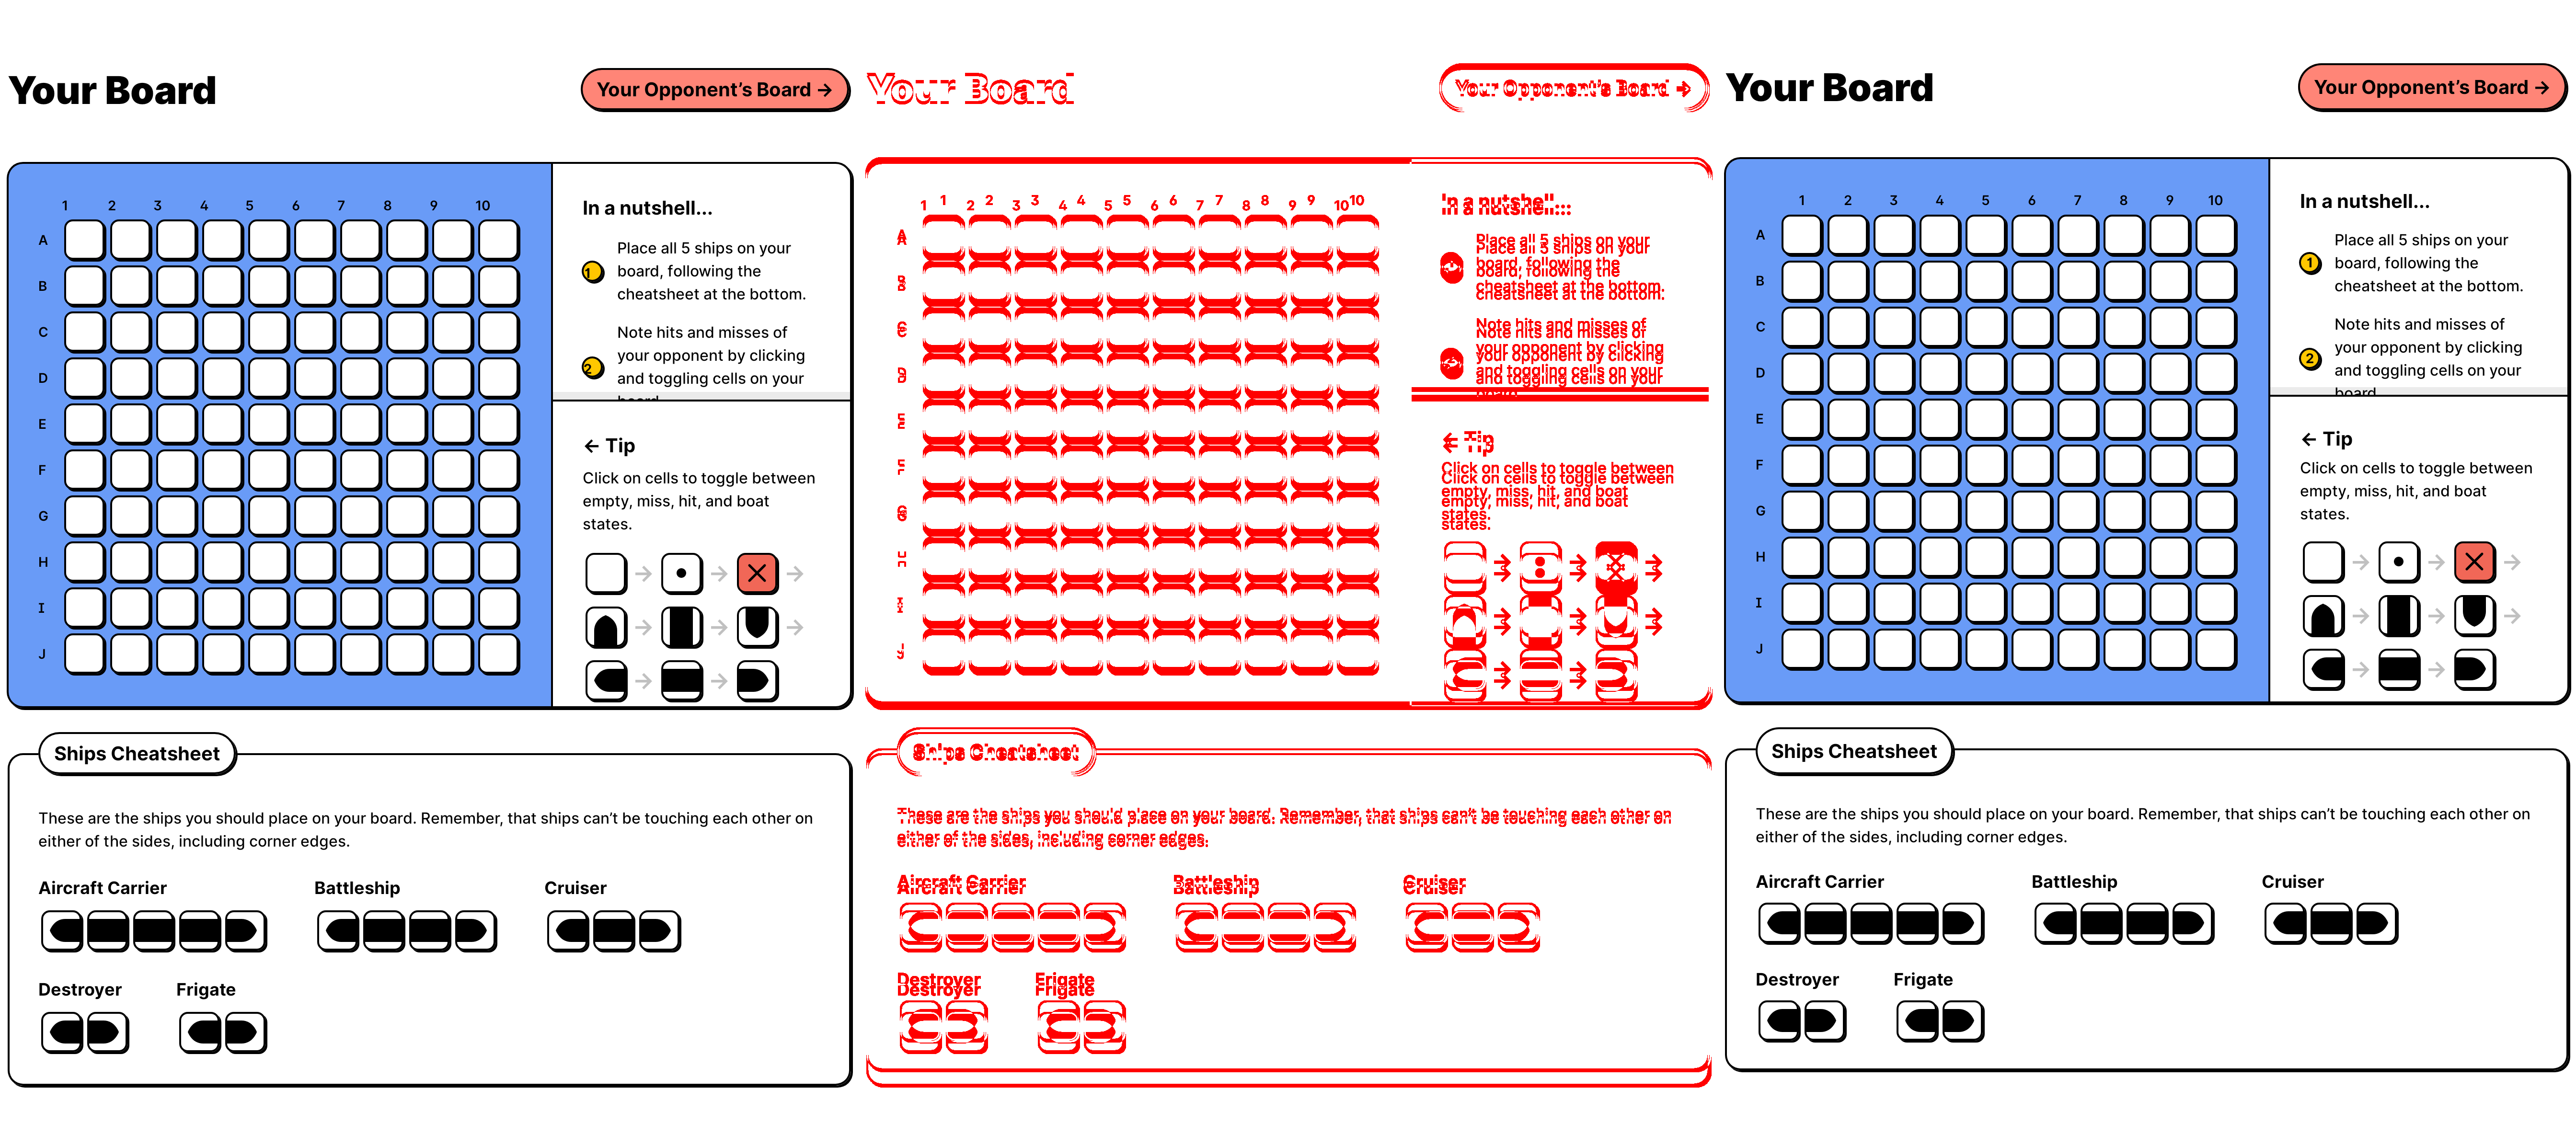 Your Board
Your Opponent’s Board →
1 2 3 4 5 6 7 8 9 10
A
B
C
D
E
F
G
H
I
J
In a nutshell...
1
Place all 5 ships on your
board, following the
cheatsheet at the bottom.
2
Note hits and misses of
your opponent by clicking
and toggling cells on your
← Tip
Click on cells to toggle between
empty, miss, hit, and boat
states.
Ships Cheatsheet
These are the ships you should place on your board. Remember, that ships can’t be touching each other on
either of the sides, including corner edges.
Aircraft Carrier
Battleship
Cruiser
Destroyer
Frigate
Your Board
Your Opponent’s Board →
1 1 2 2 3 3 4 4 5 5 6 6 7 7 8 8 9 9 10 10
In a nutshell...
Place all 5 ships on your
board, following the
cheatsheet at the bottom.
Note hits and misses of
your opponent by clicking
and toggling cells on your
← Tip
Click on cells to toggle between
empty, miss, hit, and boat
states.
Ships Cheatsheet
These are the ships you should place on your board. Remember, that ships can’t be touching each other on
either of the sides, including corner edges.
Aircraft Carrier
Battleship
Cruiser
Destroyer
Frigate
Your Board
Your Opponent’s Board →
1 2 3 4 5 6 7 8 9 10
A
B
C
D
E
F
G
H
I
J
In a nutshell...
1
Place all 5 ships on your
board, following the
cheatsheet at the bottom.
2
Note hits and misses of
your opponent by clicking
and toggling cells on your
board
← Tip
Click on cells to toggle between
empty, miss, hit, and boat
states.
Ships Cheatsheet
These are the ships you should place on your board. Remember, that ships can’t be touching each other on
either of the sides, including corner edges.
Aircraft Carrier
Battleship
Cruiser
Destroyer
Frigate